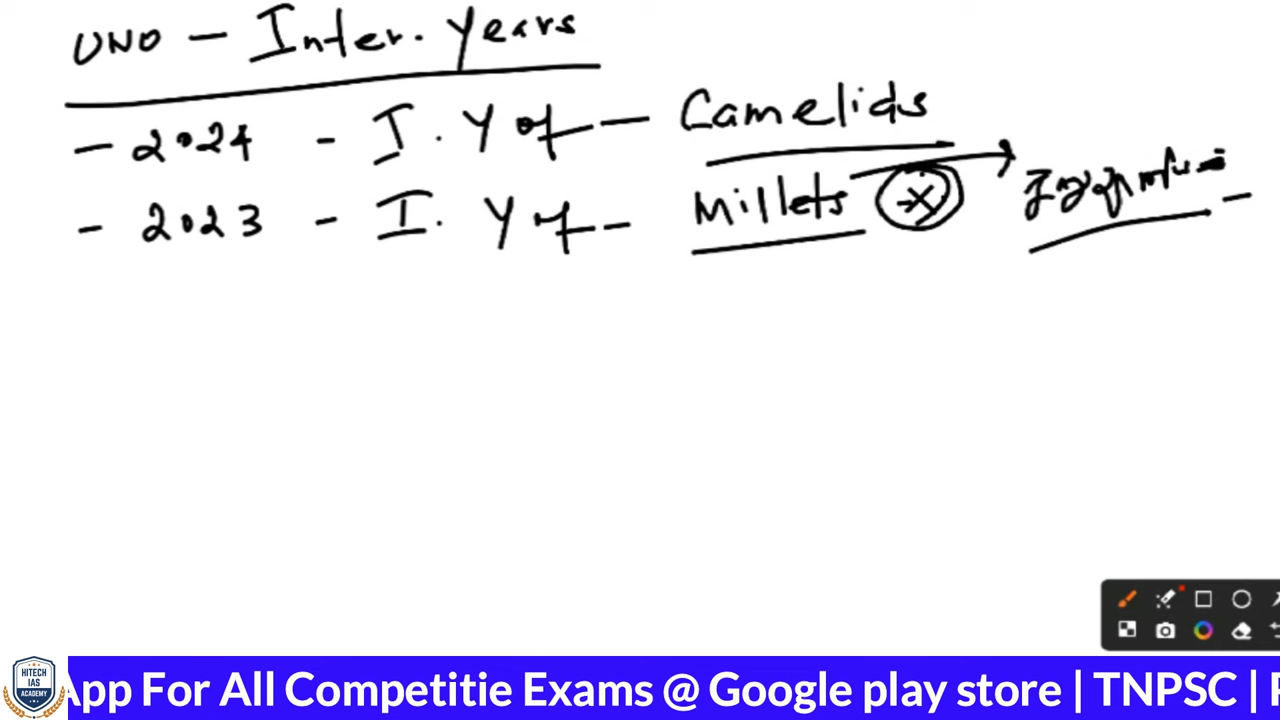 UNO - Inter. Years
- 2024 - I. Y of - Camelids
- 2023 - I. Y of - Millets
HITECH
IAS
ACADEMY
App For All Competitie Exams @ Google play store | TNPSC |